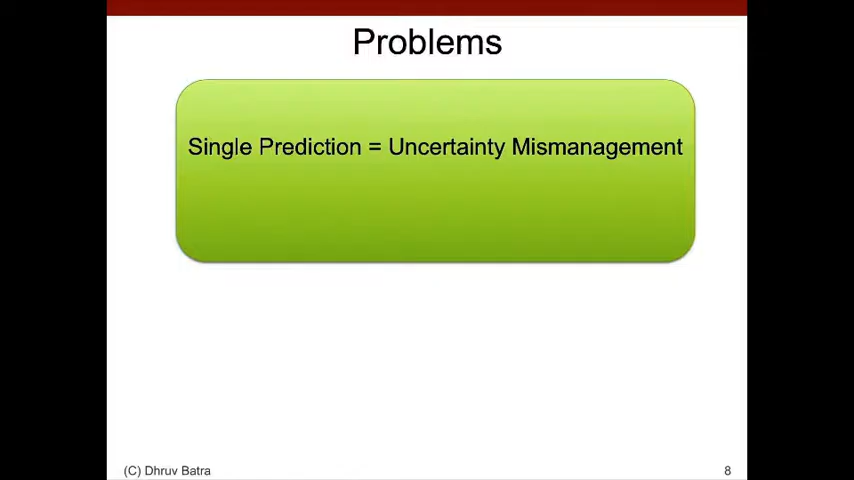 Problems
Single Prediction = Uncertainty Mismanagement
(C) Dhruv Batra
8